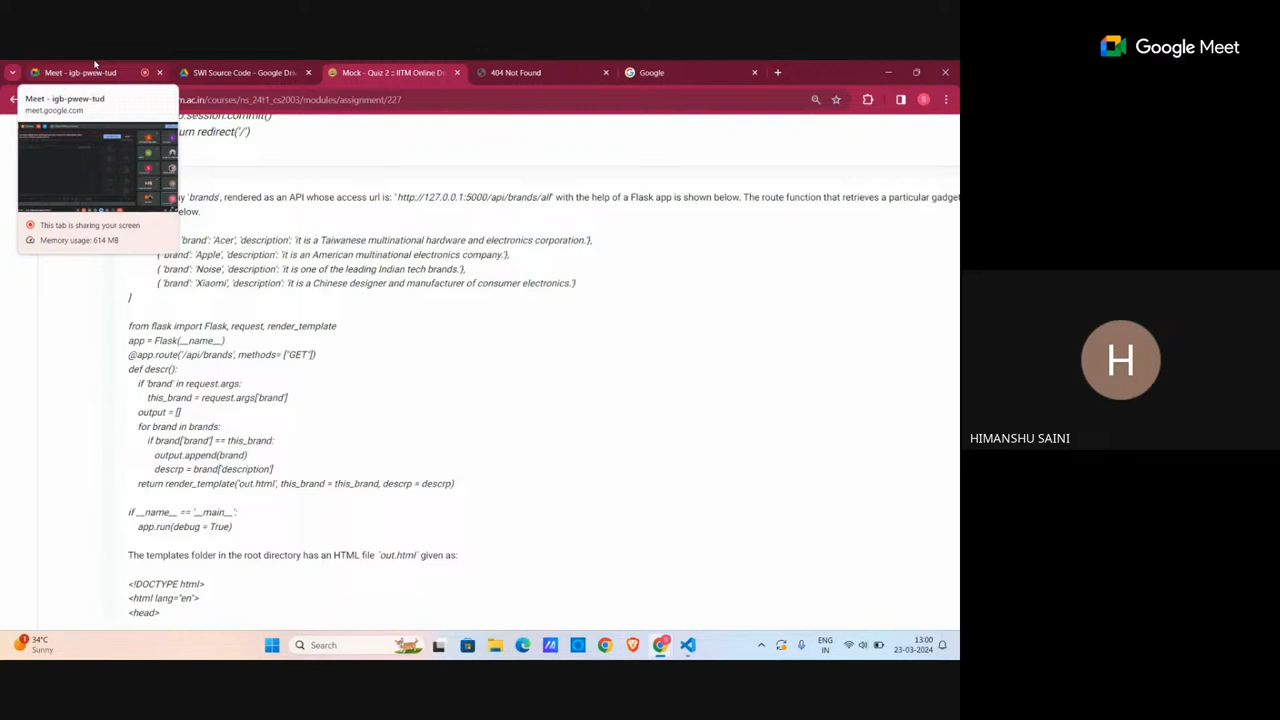 Google Meet
Meet - igb-pwew-tud
SWI Source Code - Google Dri
Mock - Quiz 2 :: IITM Online D
404 Not Found
Google
m.ac.in/courses/ns_24t1_cs2003/modules/assignment/227
Meet - igb-pwew-tud
meet.google.com
This tab is sharing your screen
Memory usage: 614 MB
.session.commit()
urn redirect('/')
'brands', rendered as an API whose access url is: 'http://127.0.0.1:5000/api/brands/all' with the help of a Flask app is shown below. The route function that retrieves a particular gadget
low.
'Acer', 'description': 'it is a Taiwanese multinational hardware and electronics corporation.'},
{ 'brand': 'Apple', 'description': 'it is an American multinational electronics company.'},
{ 'brand': 'Noise', 'description': 'it is one of the leading Indian tech brands.'},
{ 'brand': 'Xiaomi', 'description': 'it is a Chinese designer and manufacturer of consumer electronics.'}
]
from flask import Flask, request, render_template
app = Flask(__name__)
@app.route('/api/brands', methods= ["GET"])
def descr():
if 'brand' in request.args:
this_brand = request.args['brand']
output = []
for brand in brands:
if brand['brand'] == this_brand:
output.append(brand)
descrp = brand['description']
return render_template('out.html', this_brand = this_brand, descrp = descrp)
if __name__ == '__main__':
app.run(debug = True)
The templates folder in the root directory has an HTML file `out.html` given as:
<!DOCTYPE html>
<html lang="en">
<head>
HIMANSHU SAINI
H
34°C
Sunny
Search
ENG
IN
13:00
23-03-2024